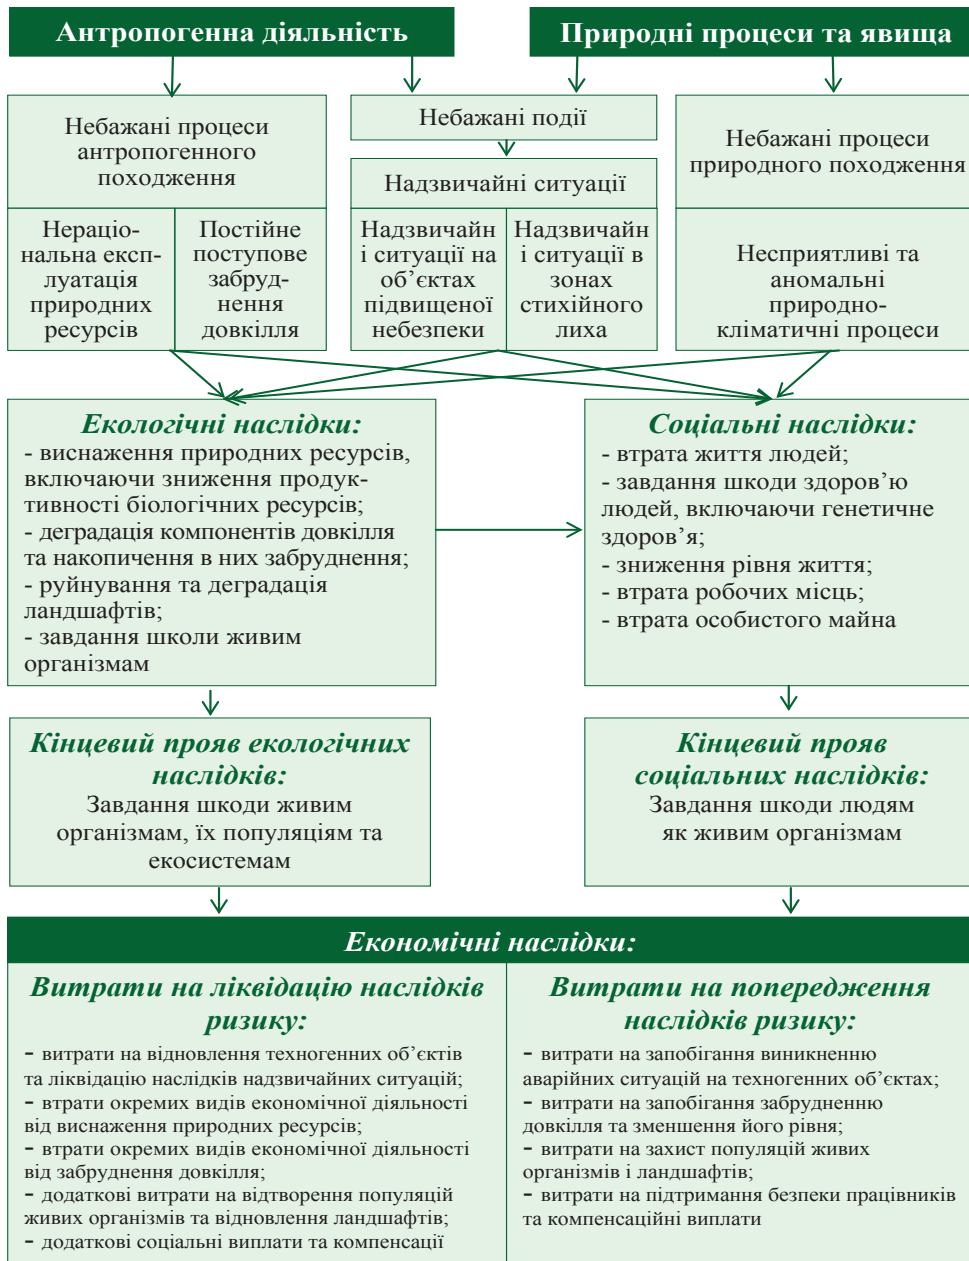 Антропогенна діяльність
Природні процеси та явища
Небажані процеси
антропогенного
походження
Нераціо-
нальна експ-
луатація
природних
ресурсів
Постійне
поступове
забруд-
нення
довкілля
Небажані події
Надзвичайні ситуації
Надзвичайн
і ситуації на
об’єктах
підвищеної
небезпеки
Надзвичайн
і ситуації в
зонах
стихійного
лиха
Небажані процеси
природного походження
Несприятливі та
аномальні
природно-
кліматичні процеси
Екологічні наслідки:
- виснаження природних ресурсів,
включаючи зниження продук-
тивності біологічних ресурсів;
- деградація компонентів довкілля
та накопичення в них забруднення;
- руйнування та деградація
ландшафтів;
- завдання школи живим
організмам
Соціальні наслідки:
- втрата життя людей;
- завдання шкоди здоров’ю
людей, включаючи генетичне
здоров’я;
- зниження рівня життя;
- втрата робочих місць;
- втрата особистого майна
Кінцевий прояв екологічних
наслідків:
Завдання шкоди живим
організмам, їх популяціям та
екосистемам
Кінцевий прояв
соціальних наслідків:
Завдання шкоди людям
як живим організмам
Економічні наслідки:
Витрати на ліквідацію наслідків
ризику:
- витрати на відновлення техногенних об’єктів
та ліквідацію наслідків надзвичайних ситуацій;
- втрати окремих видів економічної діяльності
від виснаження природних ресурсів;
- втрати окремих видів економічної діяльності
від забруднення довкілля;
- додаткові витрати на відтворення популяцій
живих організмів та відновлення ландшафтів;
- додаткові соціальні виплати та компенсації
Витрати на попередження
наслідків ризику:
- витрати на запобігання виникненню
аварійних ситуацій на техногенних об’єктах;
- витрати на запобігання забрудненню
довкілля та зменшення його рівня;
- витрати на захист популяцій живих
організмів і ландшафтів;
- витрати на підтримання безпеки працівників
та компенсаційні виплати